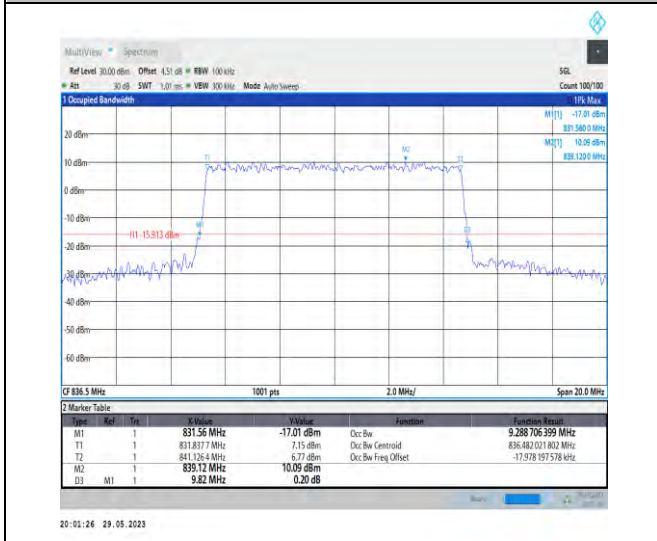 MultiView Spectrum
Ref Level 30.00 dBm Offset 4.51 dB RBW 100 kHz SGL
Att 30 dB SWT 1.01 ms VBW 300 kHz Mode Auto Sweep Count 100/100
1 Occupied Bandwidth 1Pk Max
M1[1] -17.01 dBm
831.560 0 MHz
M2[1] 10.09 dBm
839.120 0 MHz
20 dBm
10 dBm
0 dBm
-10 dBm
-30 dBm
-40 dBm
-50 dBm
-60 dBm
T1
M2
T2
M1
D3
H1 -15.913 dBm
CF 836.5 MHz 1001 pts 2.0 MHz/ Span 20.0 MHz
2 Marker Table
Type Ref Trc X-Value Y-Value Function Function Result
M1 1 831.56 MHz -17.01 dBm Occ Bw 9.288 706 399 MHz
T1 1 831.837 7 MHz 7.15 dBm Occ Bw Centroid 836.482 021 802 MHz
T2 1 841.126 4 MHz 6.77 dBm Occ Bw Freq Offset -17.978 197 578 kHz
M2 1 839.12 MHz 10.09 dBm
D3 M1 1 9.82 MHz 0.20 dB
20:01:26 29.05.2023